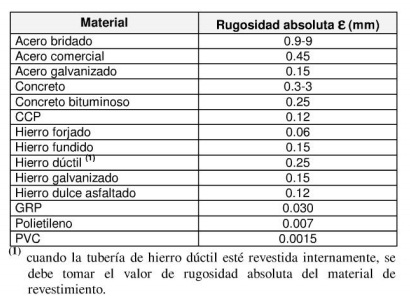 Material Rugosidad absoluta ε (mm)
Acero bridado 0.9-9
Acero comercial 0.45
Acero galvanizado 0.15
Concreto 0.3-3
Concreto bituminoso 0.25
CCP 0.12
Hierro forjado 0.06
Hierro fundido 0.15
Hierro dúctil (1) 0.25
Hierro galvanizado 0.15
Hierro dulce asfaltado 0.12
GRP 0.030
Polietileno 0.007
PVC 0.0015
(1) cuando la tubería de hierro dúctil esté revestida internamente, se
debe tomar el valor de rugosidad absoluta del material de
revestimiento.